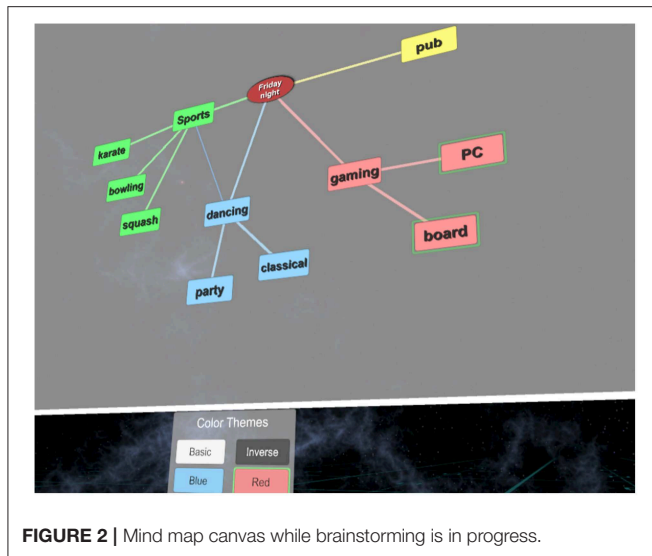 pub
Friday
night
Sports
karate
bowling
squash
dancing
party
classical
gaming
PC
board
Color Themes
Basic
Inverse
Blue
Red
FIGURE 2 | Mind map canvas while brainstorming is in progress.